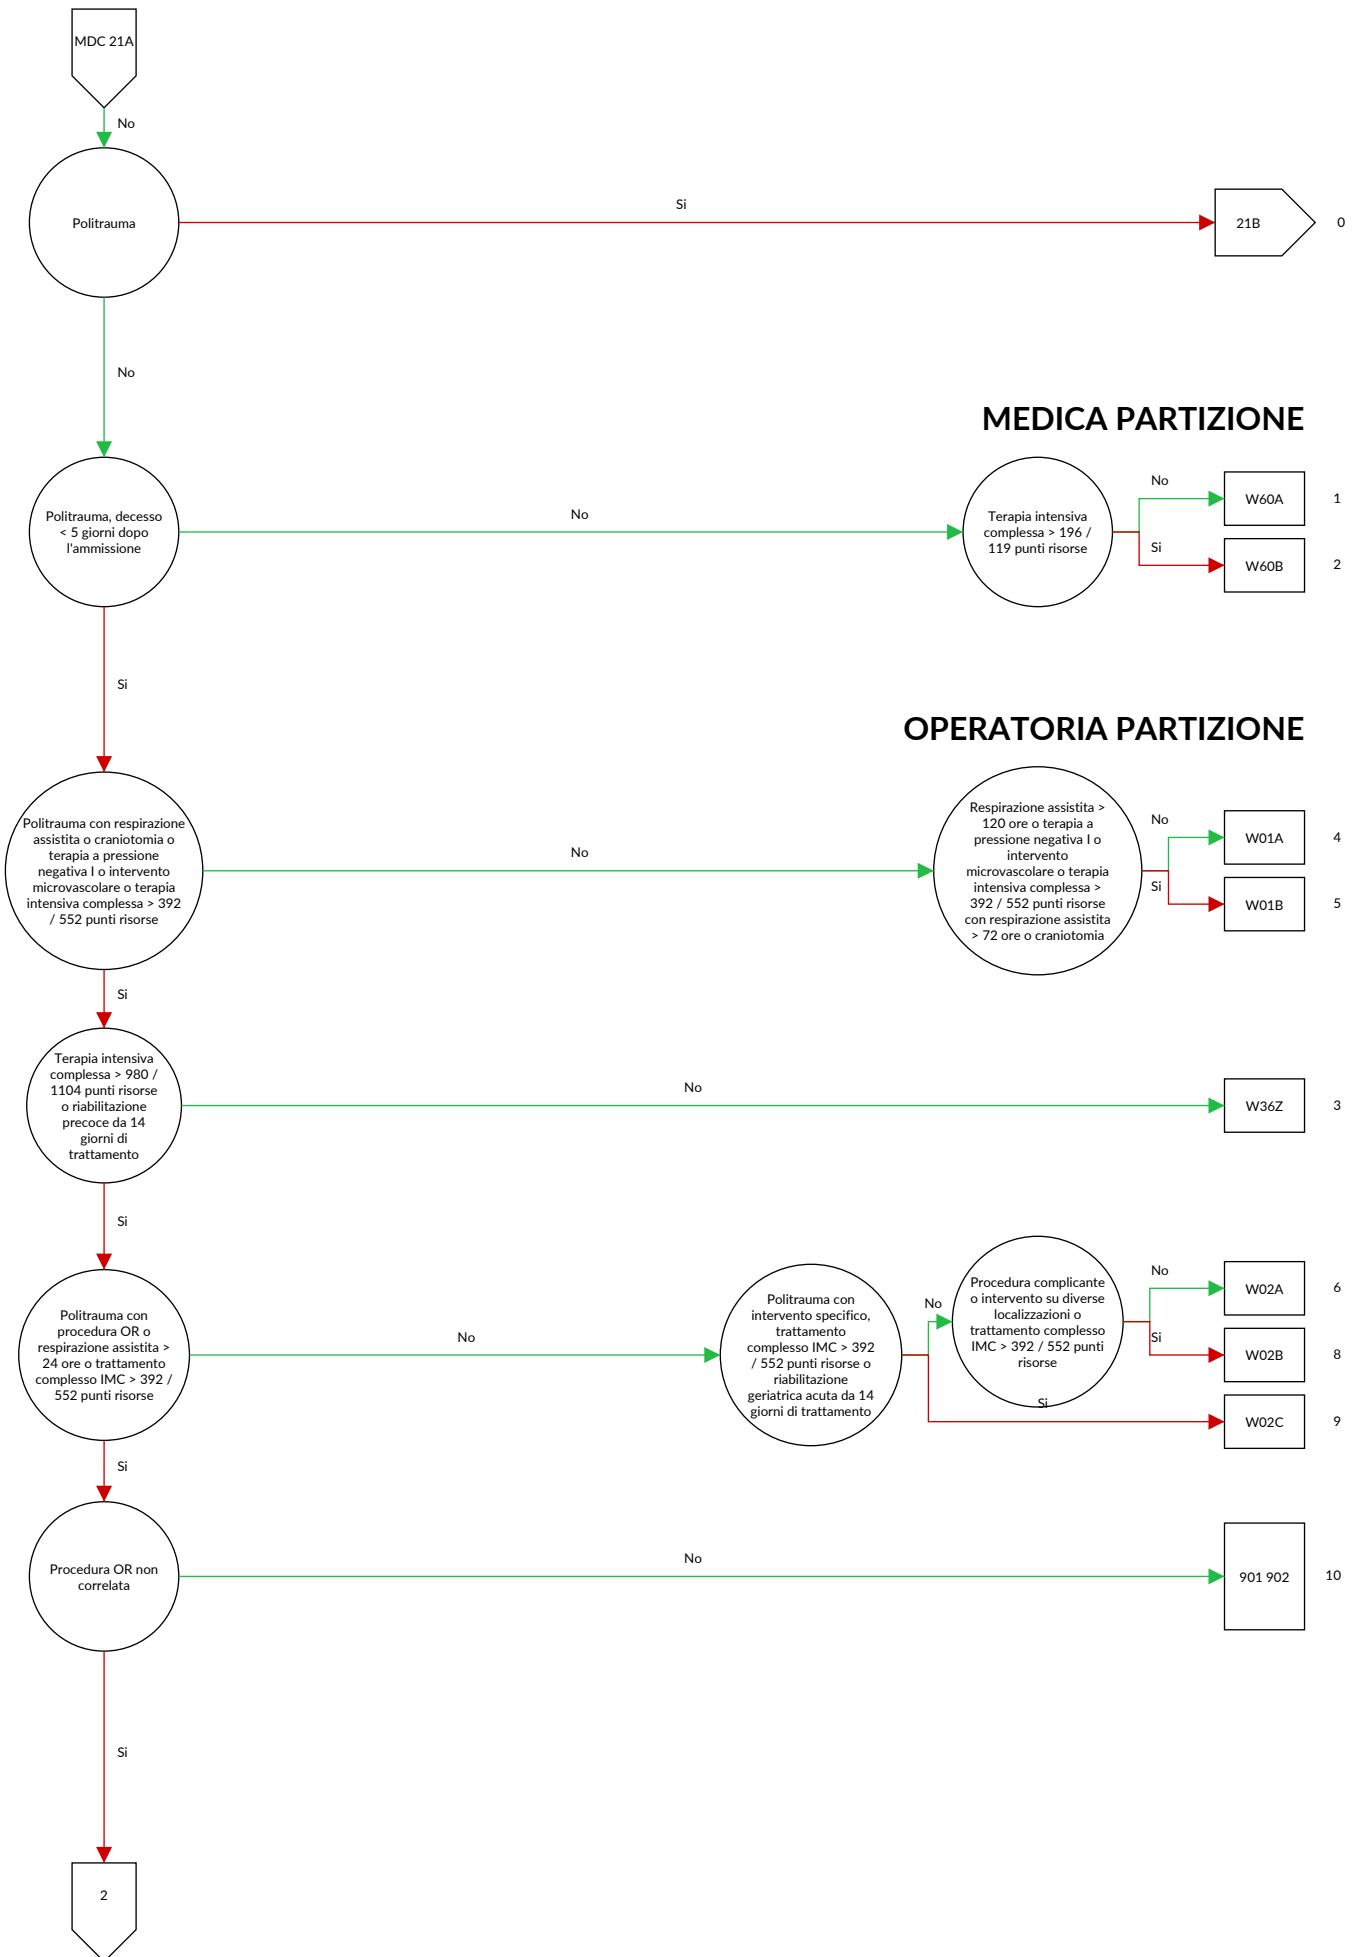 MDC 21A
No
Politrauma
Si
21B
0
No
MEDICA PARTIZIONE
Politrauma, decesso
< 5 giorni dopo
l'ammissione
No
Terapia intensiva
complessa > 196 /
119 punti risorse
No
W60A
1
Si
W60B
2
Si
OPERATORIA PARTIZIONE
Politrauma con respirazione
assistita o craniotomia o
terapia a pressione
negativa I o intervento
microvascolare o terapia
intensiva complessa > 392
/ 552 punti risorse
No
Respirazione assistita >
120 ore o terapia a
pressione negativa I o
intervento
microvascolare o terapia
intensiva complessa >
392 / 552 punti risorse
con respirazione assistita
> 72 ore o craniotomia
No
W01A
4
Si
W01B
5
Si
Terapia intensiva
complessa > 980 /
1104 punti risorse
o riabilitazione
precoce da 14
giorni di
trattamento
No
W36Z
3
Si
Politrauma con
procedura OR o
respirazione assistita >
24 ore o trattamento
complesso IMC > 392 /
552 punti risorse
No
Politrauma con
intervento specifico,
trattamento
complesso IMC > 392
/ 552 punti risorse o
riabilitazione
geriatrica acuta da 14
giorni di trattamento
No
Procedura complicante
o intervento su diverse
localizzazioni o
trattamento complesso
IMC > 392 / 552 punti
risorse
No
W02A
6
Si
W02B
8
Si
W02C
9
Si
Procedura OR non
correlata
No
901 902
10
Si
2